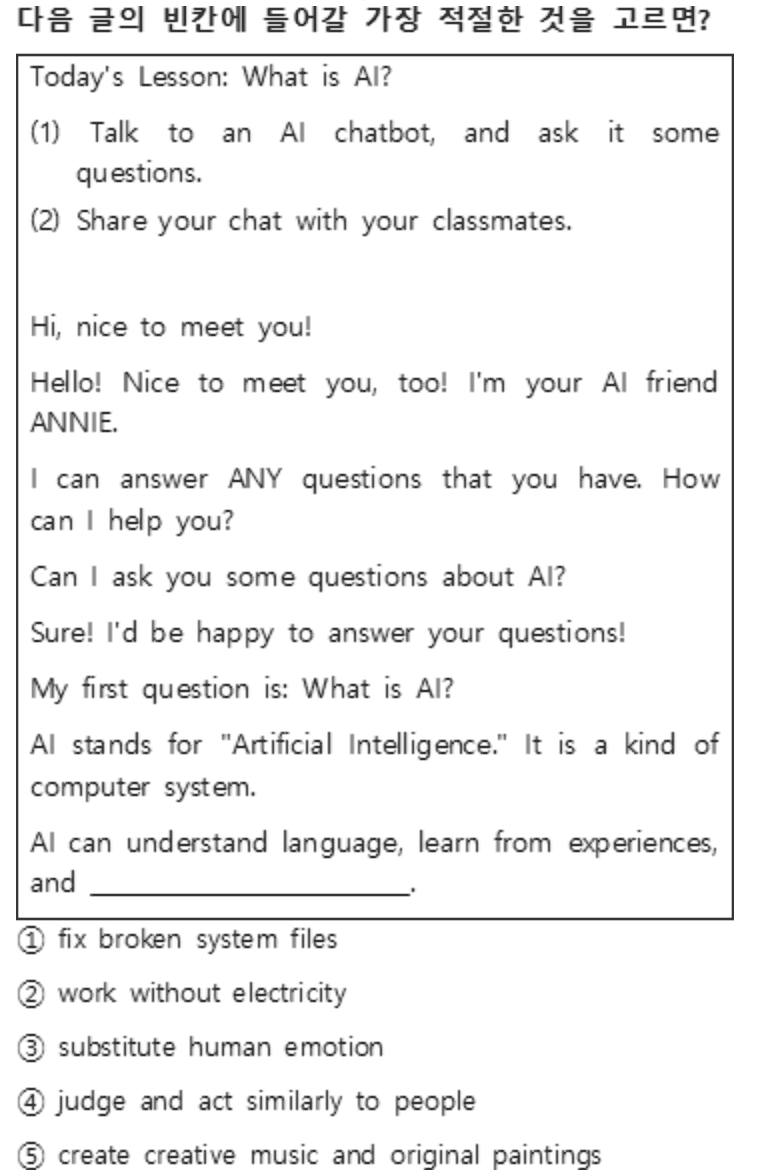 다음 글의 빈칸에 들어갈 가장 적절한 것을 고르면?
Today's Lesson: What is AI?
(1) Talk to an AI chatbot, and ask it some
questions.
(2) Share your chat with your classmates.
Hi, nice to meet you!
Hello! Nice to meet you, too! I'm your AI friend
ANNIE.
I can answer ANY questions that you have. How
can I help you?
Can I ask you some questions about AI?
Sure! I'd be happy to answer your questions!
My first question is: What is AI?
AI stands for "Artificial Intelligence." It is a kind of
computer system.
AI can understand language, learn from experiences,
and ______________________.
① fix broken system files
② work without electricity
③ substitute human emotion
④ judge and act similarly to people
⑤ create creative music and original paintings